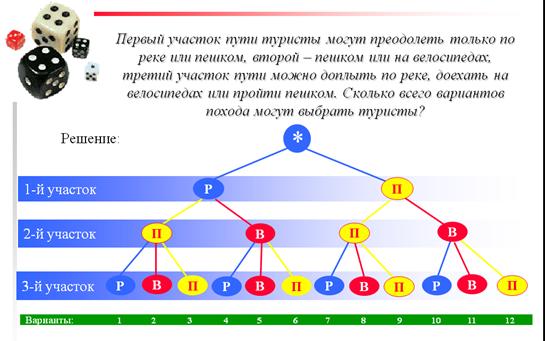 Первый участок пути туристы могут преодолеть только по
реке или пешком, второй – пешком или на велосипедах,
третий участок пути можно доплыть по реке, доехать на
велосипедах или пройти пешком. Сколько всего вариантов
похода могут выбрать туристы?
Решение:
*
1-й участок
Р П
2-й участок
П В П В
3-й участок
Р В П Р В П Р В П Р В П
Варианты: 1 2 3 4 5 6 7 8 9 10 11 12